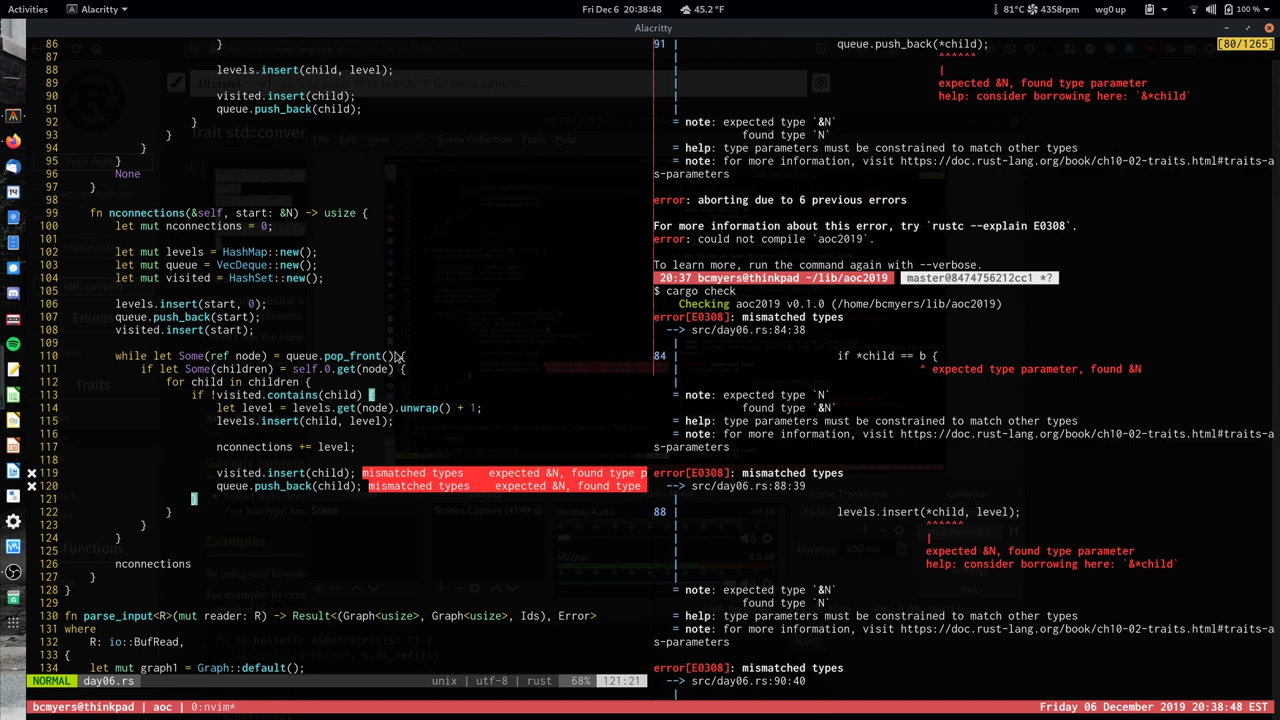 Activities
Alacritty
Fri Dec 6 20:38:48
45.2 °F
81°C
4358rpm
wg0 up
100 %
Alacritty
86 }
87
88 levels.insert(child, level);
89
90 visited.insert(child);
91 queue.push_back(child);
92 }
93 }
94 }
95 }
96 None
97 }
98
99 fn nconnections(&self, start: &N) -> usize {
100 let mut nconnections = 0;
101
102 let mut levels = HashMap::new();
103 let mut queue = VecDeque::new();
104 let mut visited = HashSet::new();
105
106 levels.insert(start, 0);
107 queue.push_back(start);
108 visited.insert(start);
109
110 while let Some(ref node) = queue.pop_front() {
111 if let Some(children) = self.0.get(node) {
112 for child in children {
113 if !visited.contains(child) {
114 let level = levels.get(node).unwrap() + 1;
115 levels.insert(child, level);
116
117 nconnections += level;
118
119 visited.insert(child); mismatched types expected &N, found type p
120 queue.push_back(child); mismatched types expected &N, found type
121 }
122 }
123 }
124 }
125
126 nconnections
127 }
128 }
129
130 fn parse_input<R>(mut reader: R) -> Result<(Graph<usize>, Graph<usize>, Ids), Error>
131 where
132 R: io::BufRead,
133 {
134 let mut graph1 = Graph::default();
NORMAL day06.rs unix | utf-8 | rust 68% 121:21
91 | queue.push_back(*child); [80/1265]
| ^^^^^^
| |
| expected &N, found type parameter
| help: consider borrowing here: `&*child`
|
= note: expected type `&N`
found type `N`
= help: type parameters must be constrained to match other types
= note: for more information, visit https://doc.rust-lang.org/book/ch10-02-traits.html#traits-a
s-parameters
error: aborting due to 6 previous errors
For more information about this error, try `rustc --explain E0308`.
error: could not compile `aoc2019`.
To learn more, run the command again with --verbose.
20:37 bcmyers@thinkpad ~/lib/aoc2019 master@8474756212cc1 *?
$ cargo check
Checking aoc2019 v0.1.0 (/home/bcmyers/lib/aoc2019)
error[E0308]: mismatched types
--> src/day06.rs:84:38
|
84 | if *child == b {
| ^ expected type parameter, found &N
|
= note: expected type `N`
found type `&N`
= help: type parameters must be constrained to match other types
= note: for more information, visit https://doc.rust-lang.org/book/ch10-02-traits.html#traits-a
s-parameters
error[E0308]: mismatched types
--> src/day06.rs:88:39
|
88 | levels.insert(*child, level);
| ^^^^^^
| |
| expected &N, found type parameter
| help: consider borrowing here: `&*child`
|
= note: expected type `&N`
found type `N`
= help: type parameters must be constrained to match other types
= note: for more information, visit https://doc.rust-lang.org/book/ch10-02-traits.html#traits-a
s-parameters
error[E0308]: mismatched types
--> src/day06.rs:90:40
|
bcmyers@thinkpad | aoc | 0:nvim* Friday 06 December 2019 20:38:48 EST